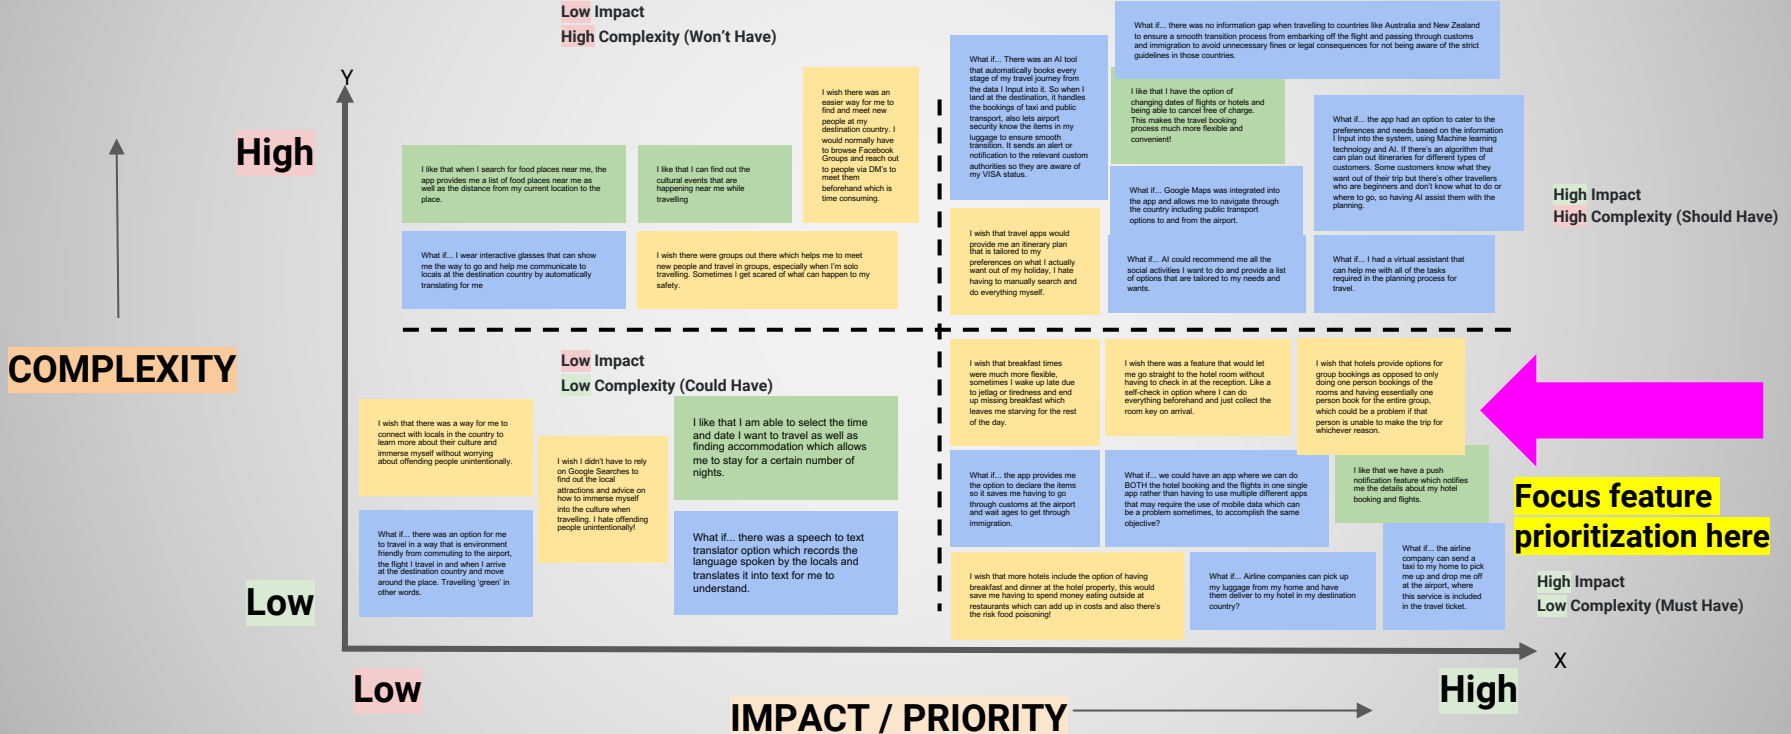 Low Impact
High Complexity (Won't Have)
Y
High
COMPLEXITY
Low
I like that when I search for food places near me, the
app provides me a list of food places near me as
well as the distance from my current location to the
place.
I like that I can find out the
cultural events that are
happening near me while
travelling
I wish there was an
easier way for me to
find and meet new
people at my
destination country. I
would normally have
to browse Facebook
Groups and reach out
to people via DM's to
meet them
beforehand which is
time consuming.
What if... I wear interactive glasses that can show
me the way to go and help me communicate to
locals at the destination country by automatically
translating for me
I wish there were groups out there which helps me to meet
new people and travel in groups, especially when I'm solo
travelling. Sometimes I get scared of what can happen to my
safety.
What if... There was an AI tool
that automatically books every
stage of my travel journey from
the data I Input into it. So when I
land at the destination, it handles
the bookings of taxi and public
transport, also lets airport
security know the items in my
luggage to ensure smooth
transition. It sends an alert or
notification to the relevant custom
authorities so they are aware of
my VISA status.
What if... there was no information gap when travelling to countries like Australia and New Zealand
to ensure a smooth transition process from embarking off the flight and passing through customs
and immigration to avoid unnecessary fines or legal consequences for not being aware of the strict
guidelines in those countries.
I like that I have the option of
changing dates of flights or hotels and
being able to cancel free of charge.
This makes the travel booking
process much more flexible and
convenient!
What if... the app had an option to cater to the
preferences and needs based on the information
I Input into the system, using Machine learning
technology and AI. If there's an algorithm that
can plan out itineraries for different types of
customers. Some customers know what they
want out of their trip but there's other travellers
who are beginners and don't know what to do or
where to go, so having AI assist them with the
planning.
What if... Google Maps was integrated into
the app and allows me to navigate through
the country including public transport
options to and from the airport.
I wish that travel apps would
provide me an itinerary plan
that is tailored to my
preferences on what I actually
want out of my holiday, I hate
having to manually search and
do everything myself.
What if... AI could recommend me all the
social activities I want to do and provide a list
of options that are tailored to my needs and
wants.
What if... I had a virtual assistant that
can help me with all of the tasks
required in the planning process for
travel.
High Impact
High Complexity (Should Have)
Low Impact
Low Complexity (Could Have)
I wish that there was a way for me to
connect with locals in the country to
learn more about their culture and
immerse myself without worrying
about offending people unintentionally.
I wish I didn't have to rely
on Google Searches to
find out the local
attractions and advice on
how to immerse myself
into the culture when
travelling. I hate offending
people unintentionally!
I like that I am able to select the time
and date I want to travel as well as
finding accommodation which allows
me to stay for a certain number of
nights.
What if... there was an option for me
to travel in a way that is environment
friendly from commuting to the airport,
the flight I travel in and when I arrive
at the destination country and move
around the place. Travelling 'green' in
other words.
What if... there was a speech to text
translator option which records the
language spoken by the locals and
translates it into text for me to
understand.
I wish that breakfast times
were much more flexible,
sometimes I wake up late due
to jetlag or tiredness and end
up missing breakfast which
leaves me starving for the rest
of the day.
I wish there was a feature that would let
me go straight to the hotel room without
having to check in at the reception. Like a
self-check in option where I can do
everything beforehand and just collect the
room key on arrival.
I wish that hotels provide options for
group bookings as opposed to only
doing one person bookings of the
rooms and having essentially one
person book for the entire group,
which could be a problem if that
person is unable to make the trip for
whichever reason.
What if... the app provides me
the option to declare the items
so it saves me having to go
through customs at the airport
and wait ages to get through
immigration.
What if... we could have an app where we can do
BOTH the hotel booking and the flights in one single
app rather than having to use multiple different apps
that may require the use of mobile data which can
be a problem sometimes, to accomplish the same
objective?
I like that we have a push
notification feature which notifies
me the details about my hotel
booking and flights.
I wish that more hotels include the option of having
breakfast and dinner at the hotel property, this would
save me having to spend money eating outside at
restaurants which can add up in costs and also there's
the risk food poisoning!
What if... Airline companies can pick up
my luggage from my home and have
them deliver to my hotel in my destination
country?
What if... the airline
company can send a
taxi to my home to pick
me up and drop me off
at the airport, where
this service is included
in the travel ticket.
Focus feature
prioritization here
High Impact
Low Complexity (Must Have)
X
Low
High
IMPACT / PRIORITY